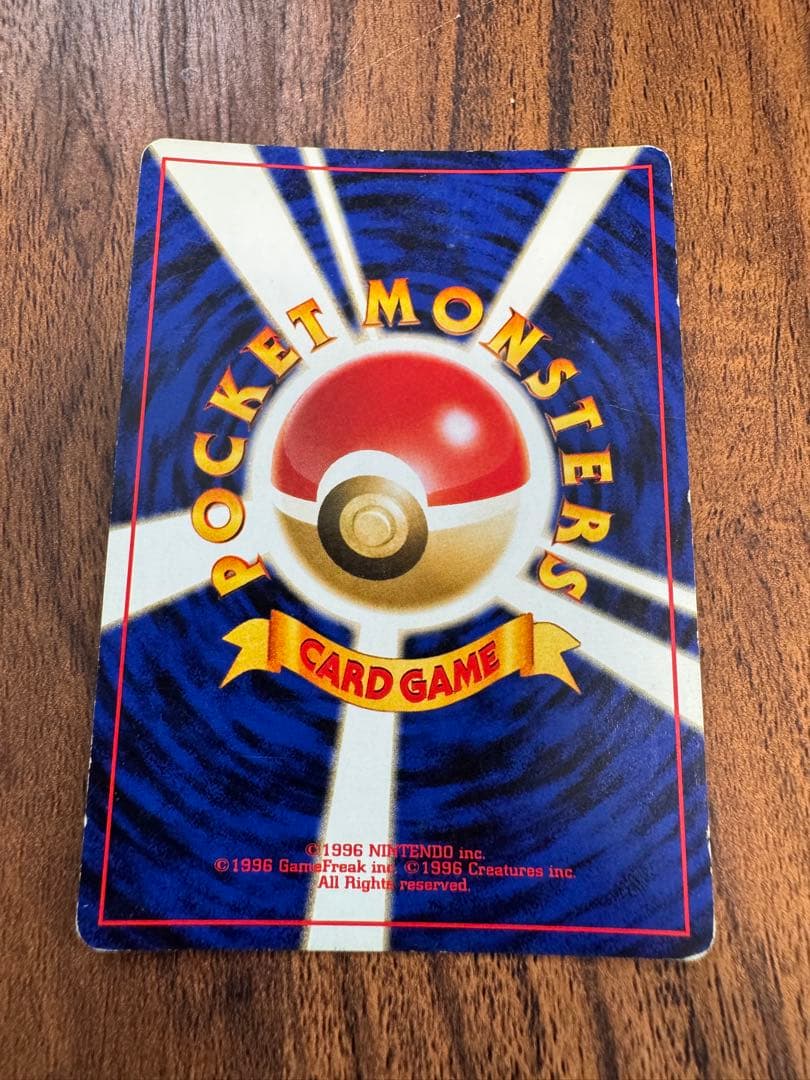 POCKET MONSTERS
CARD GAME
©1996 NINTENDO inc.
©1996 GameFreak inc. ©1996 Creatures inc.
All Rights reserved.